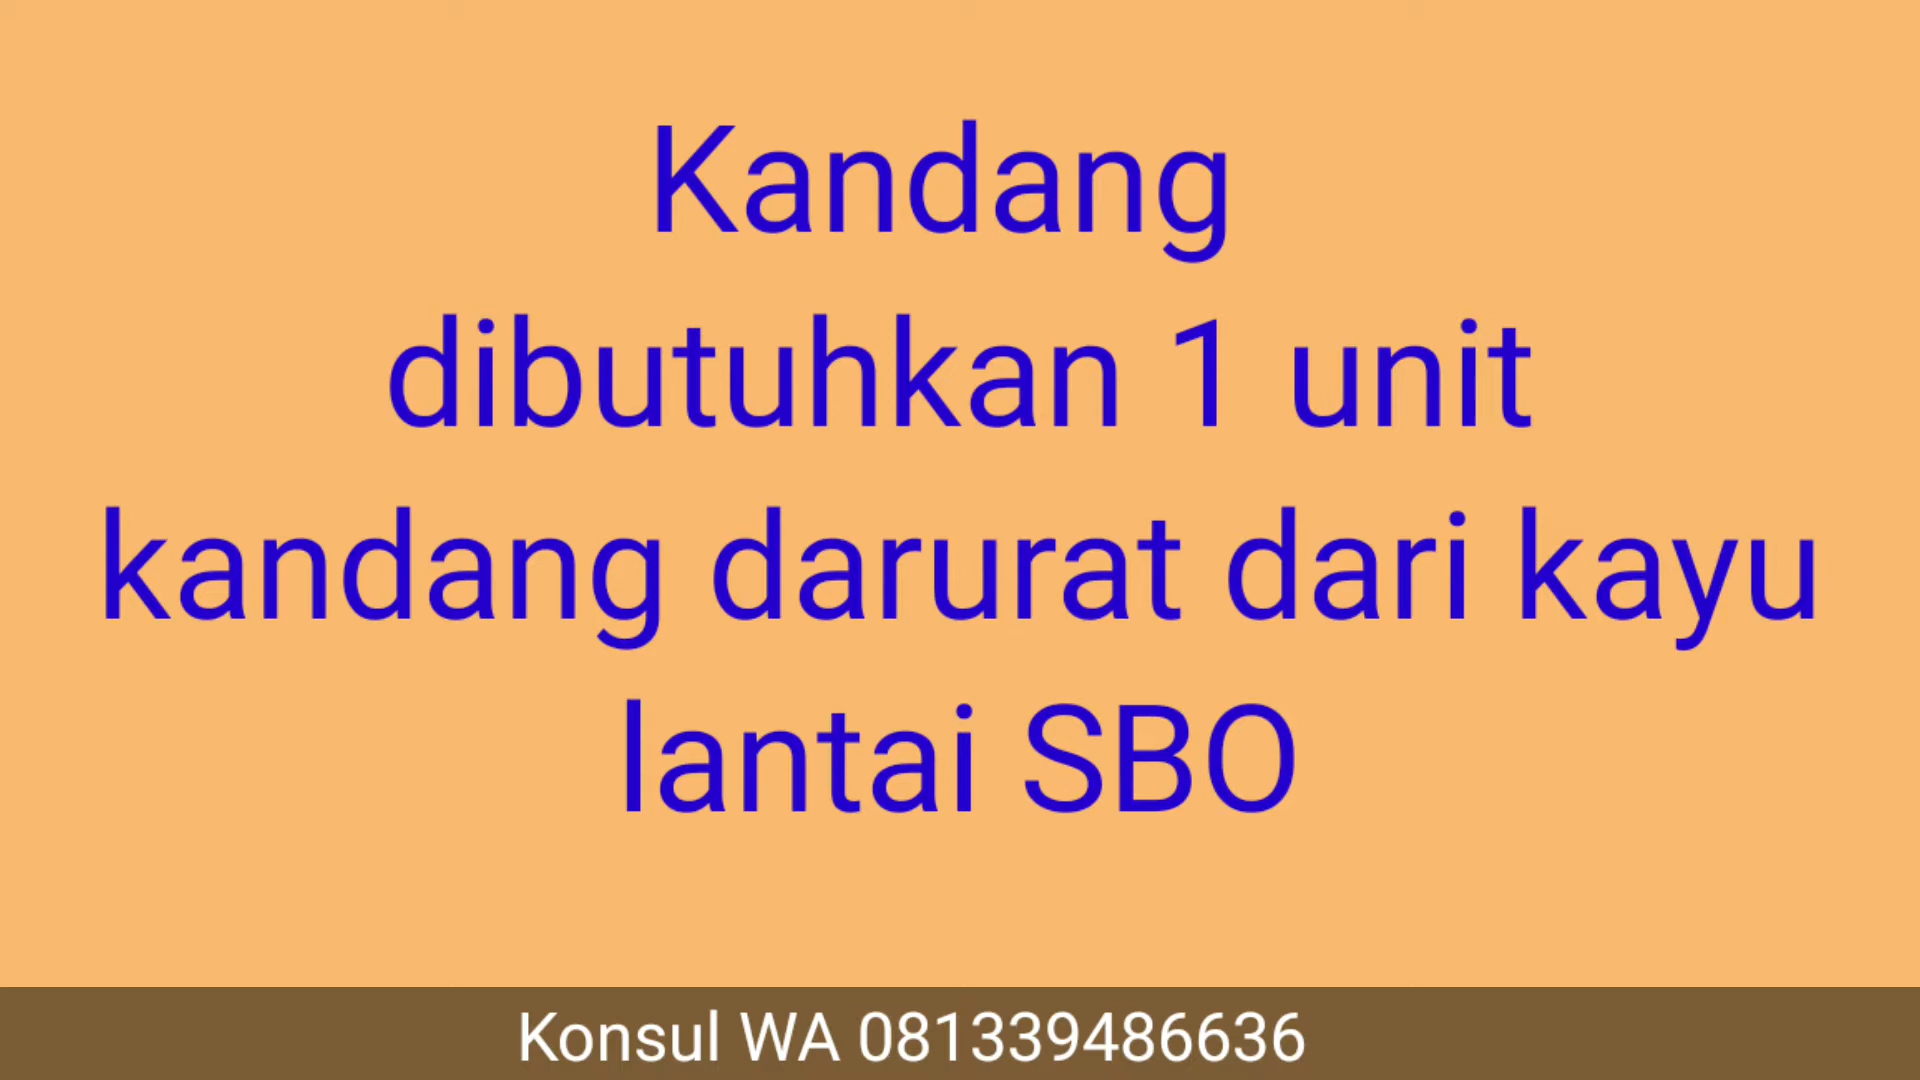 Kandang
dibutuhkan 1 unit
kandang darurat dari kayu
lantai SBO
Konsul WA 081339486636